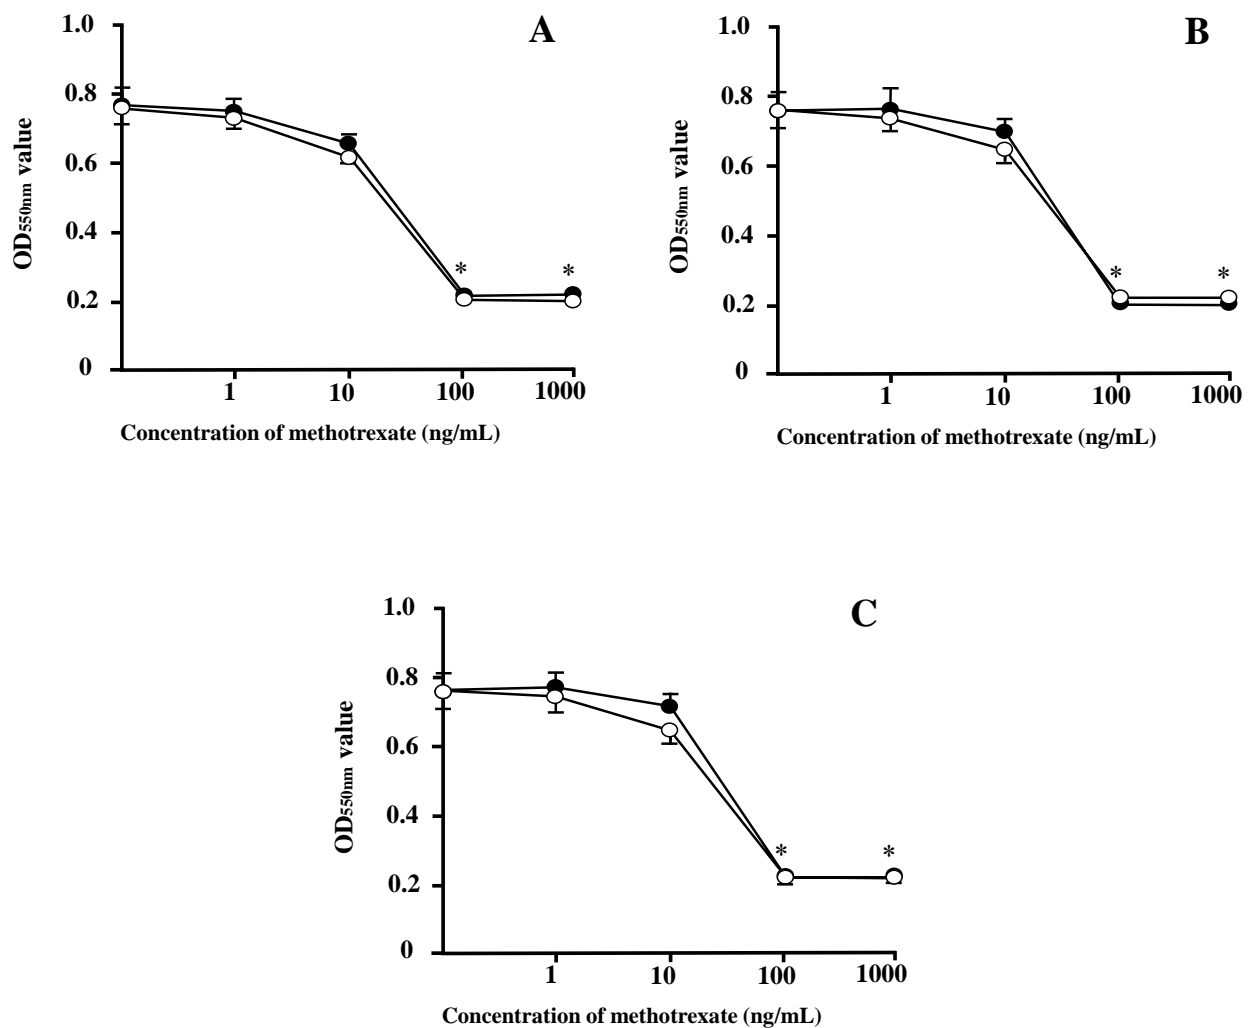 A
1.0
0.8
0.6
0.4
0.2
0
OD550nm value
* *
1 10 100 1000
Concentration of methotrexate (ng/mL)
B
1.0
0.8
0.6
0.4
0.2
0
OD550nm value
* *
1 10 100 1000
Concentration of methotrexate (ng/mL)
C
1.0
0.8
0.6
0.4
0.2
0
OD550nm value
* *
1 10 100 1000
Concentration of methotrexate (ng/mL)